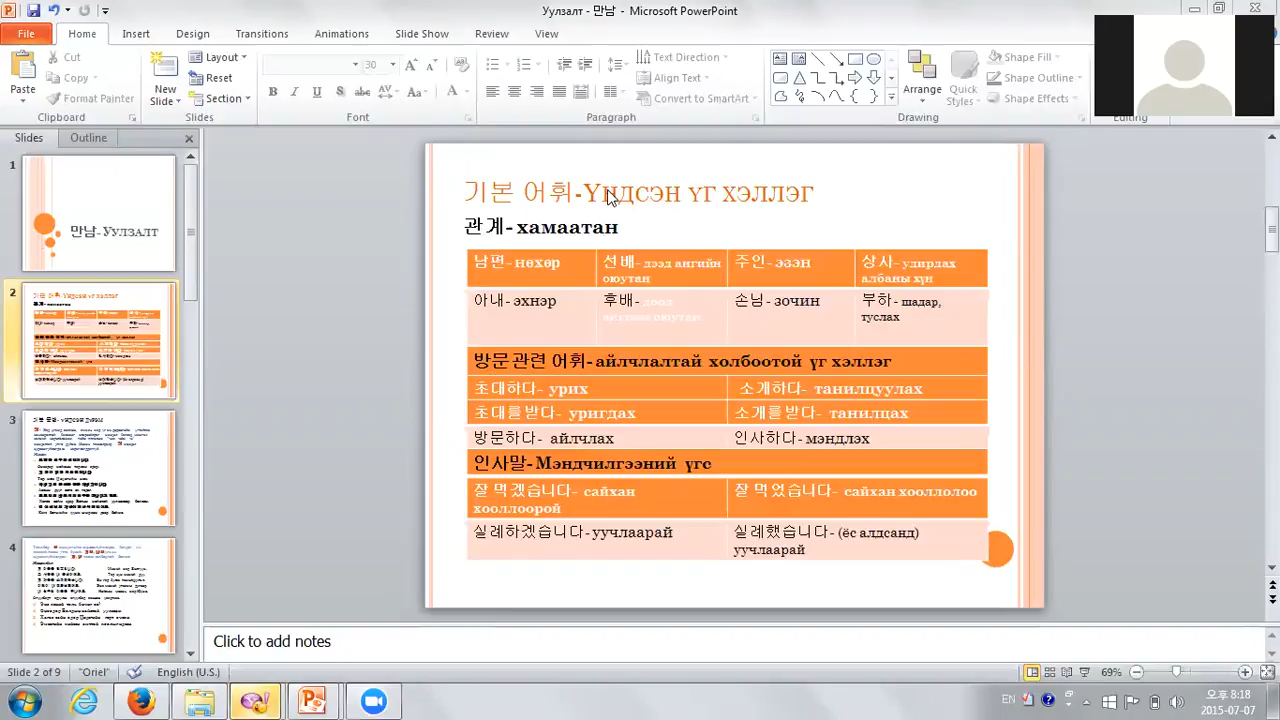 Уулзалт - 만남 - Microsoft PowerPoint
File Home Insert Design Transitions Animations Slide Show Review View
Paste
Cut
Copy
Format Painter
Clipboard
New Slide
Layout
Reset
Section
Slides
30
Font
Text Direction
Align Text
Convert to SmartArt
Paragraph
Arrange
Quick Styles
Shape Fill
Shape Outline
Shape Effects
Drawing
Editing
Slides Outline
1
만남- Уулзалт
2
3
4
기본 어휘-Үндсэн үг хэллэг
관계- хамаатан
남편- нөхөр
선배- дээд ангийн оюутан
주인- эзэн
상사- удирдах албаны хүн
아내- эхнэр
후배- доод ангийн оюутан
손님- зочин
부하- шадар, туслах
방문관련 어휘- айлчлалтай холбоотой үг хэллэг
초대하다- урих
소개하다- танилцуулах
초대를받다- уригдах
소개를받다- танилцах
방문하다- айлчлах
인사하다- мэндлэх
인사말- Мэндчилгээний үгс
잘 먹겠습니다- сайхан хооллоорой
잘 먹었습니다- сайхан хооллолоо
실례하겠습니다-уучлаарай
실례했습니다- (ёс алдсанд) уучлаарай
Click to add notes
Slide 2 of 9 "Oriel" English (U.S.) 69%
EN
오후 8:18
2015-07-07